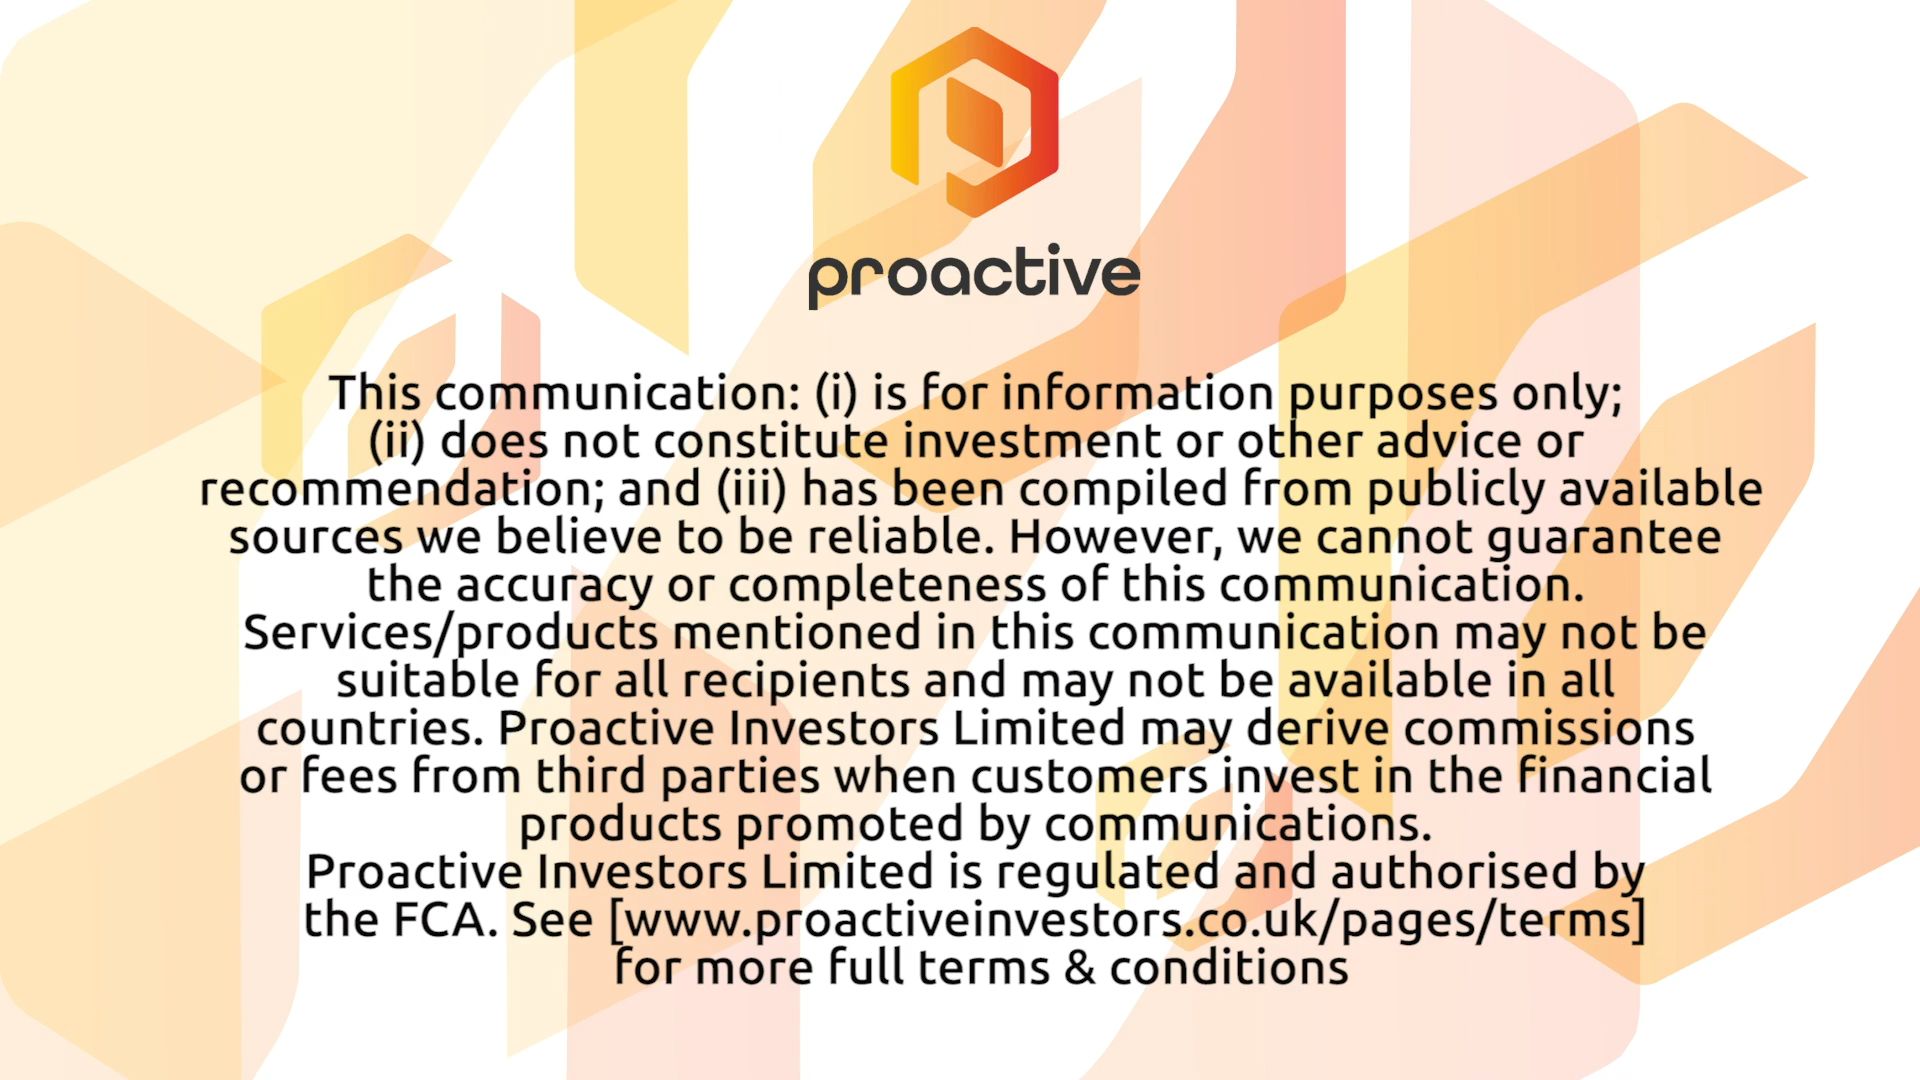 proactive
This communication: (i) is for information purposes only;
(ii) does not constitute investment or other advice or
recommendation; and (iii) has been compiled from publicly available
sources we believe to be reliable. However, we cannot guarantee
the accuracy or completeness of this communication.
Services/products mentioned in this communication may not be
suitable for all recipients and may not be available in all
countries. Proactive Investors Limited may derive commissions
or fees from third parties when customers invest in the financial
products promoted by communications.
Proactive Investors Limited is regulated and authorised by
the FCA. See [www.proactiveinvestors.co.uk/pages/terms]
for more full terms & conditions